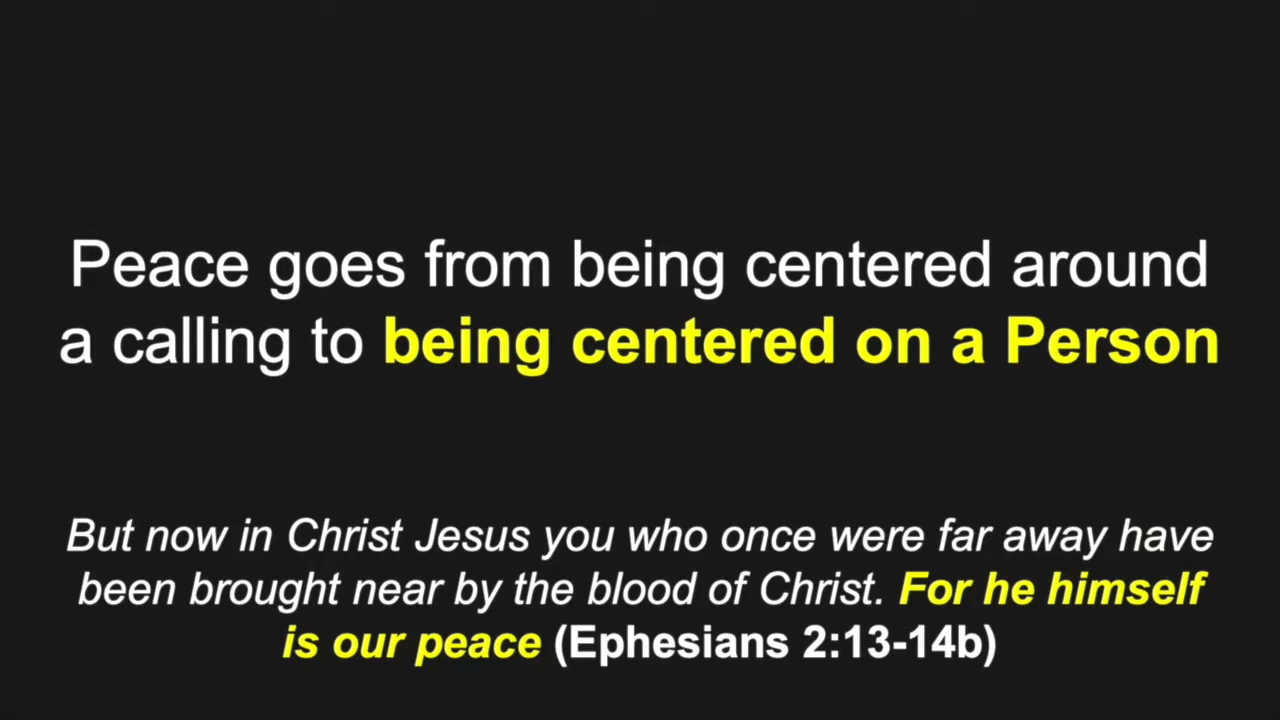 Peace goes from being centered around
a calling to being centered on a Person
But now in Christ Jesus you who once were far away have
been brought near by the blood of Christ. For he himself
is our peace (Ephesians 2:13-14b)